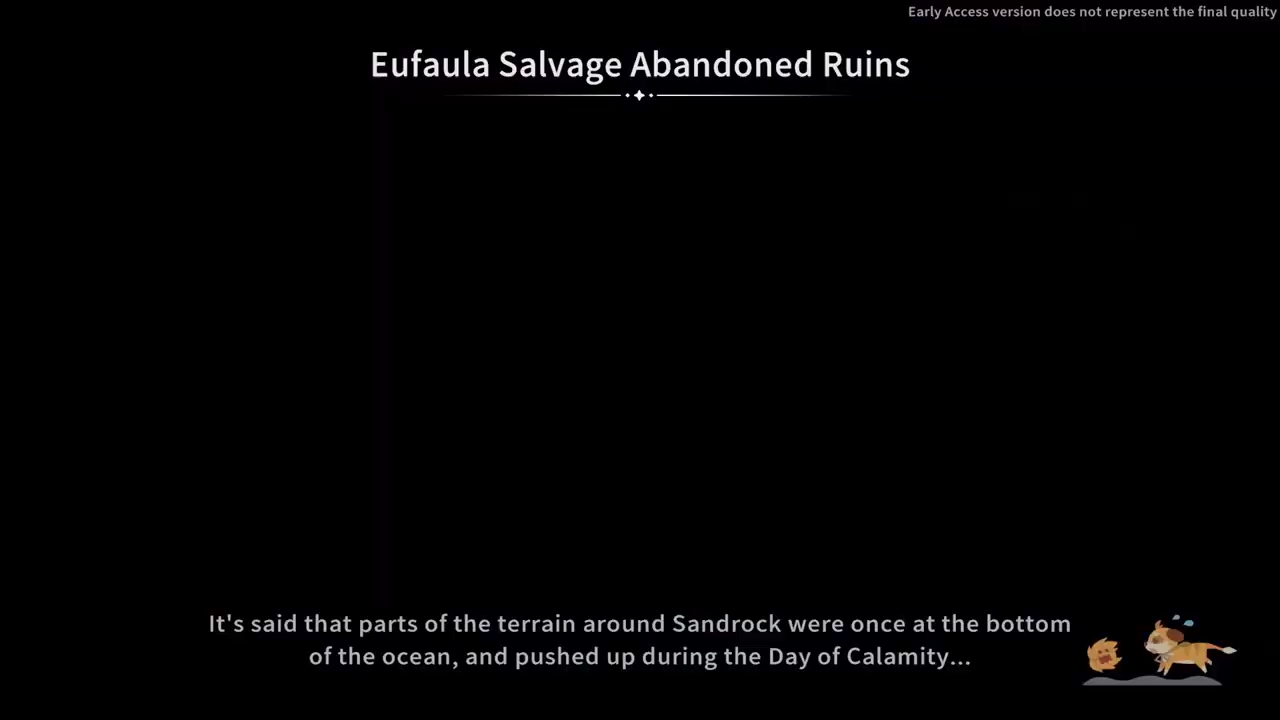 Early Access version does not represent the final quality
Eufaula Salvage Abandoned Ruins
It's said that parts of the terrain around Sandrock were once at the bottom
of the ocean, and pushed up during the Day of Calamity...